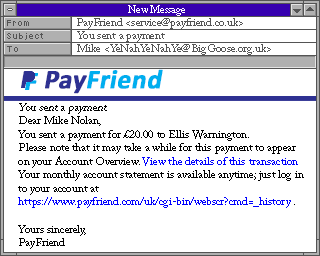 New Message
From PayFriend <service@payfriend.co.uk>
Subject You sent a payment
To Mike <YeNahYeNahYe@BigGoose.org.uk>
PayFriend
You sent a payment
Dear Mike Nolan,
You sent a payment for £20.00 to Ellis Warnington.
Please note that it may take a while for this payment to appear
on your Account Overview. View the details of this transaction
Your monthly account statement is available anytime; just log in
to your account at
https://www.payfriend.com/uk/cgi-bin/webscr?cmd=_history .
Yours sincerely,
PayFriend